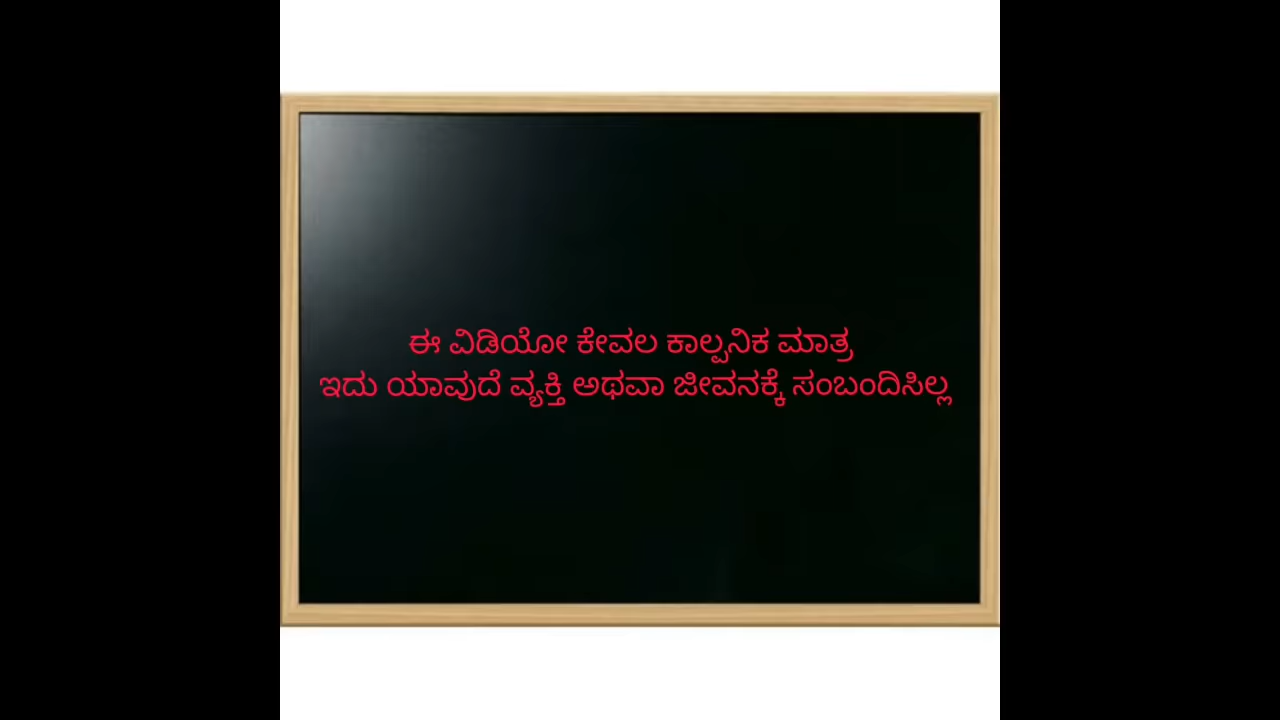 ಈ ವಿಡಿಯೋ ಕೇವಲ ಕಾಲ್ಪನಿಕ ಮಾತ್ರ
ಇದು ಯಾವುದೆ ವ್ಯಕ್ತಿ ಅಥವಾ ಜೀವನಕ್ಕೆ ಸಂಬಂದಿಸಿಲ್ಲ